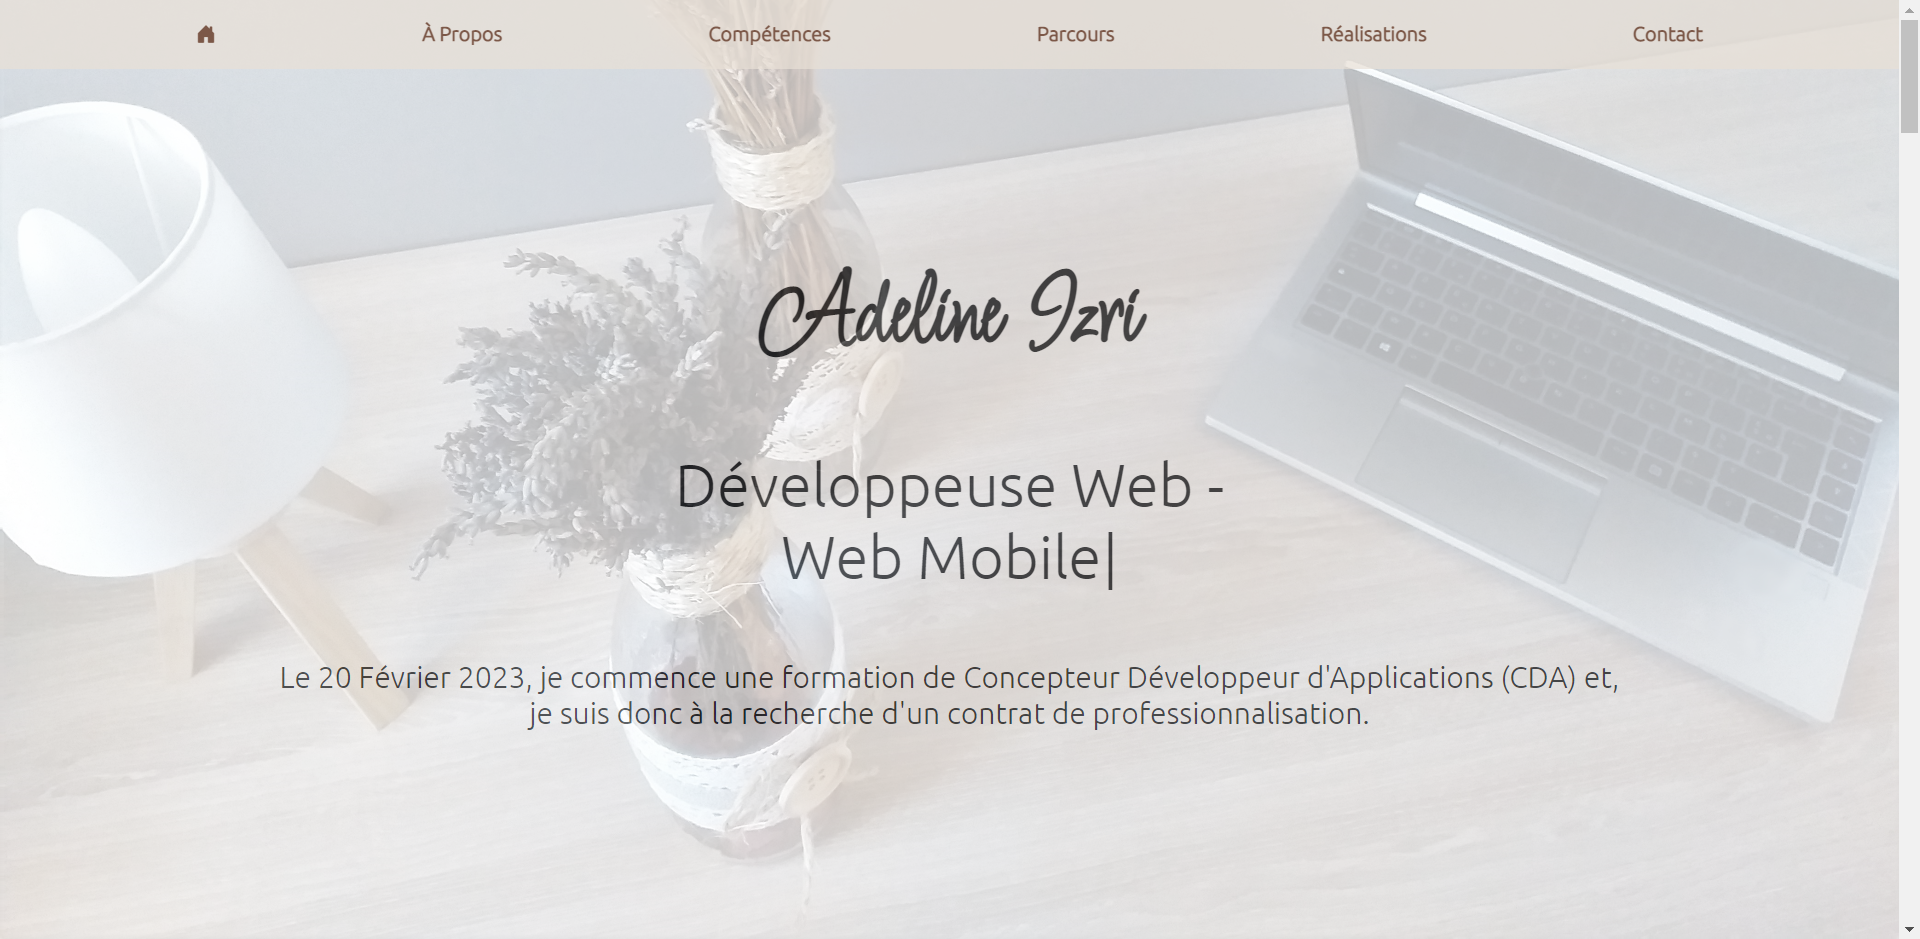 À Propos Compétences Parcours Réalisations Contact
Adeline Izri
Développeuse Web -
Web Mobile|
Le 20 Février 2023, je commence une formation de Concepteur Développeur d'Applications (CDA) et,
je suis donc à la recherche d'un contrat de professionnalisation.